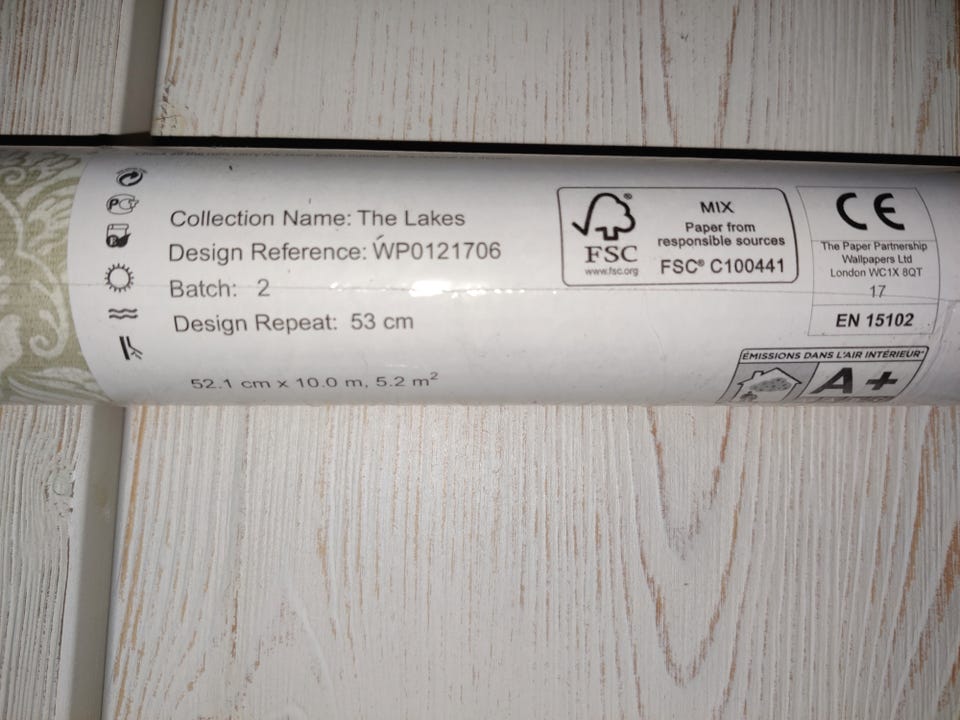 Collection Name: The Lakes
Design Reference: WP0121706
Batch: 2
Design Repeat: 53 cm
52.1 cm x 10.0 m, 5.2 m²
FSC®
www.fsc.org
MIX
Paper from
responsible sources
FSC® C100441
CE
The Paper Partnership
Wallpapers Ltd
London WC1X 8QT
17
EN 15102
ÉMISSIONS DANS L'AIR INTÉRIEUR*
A+